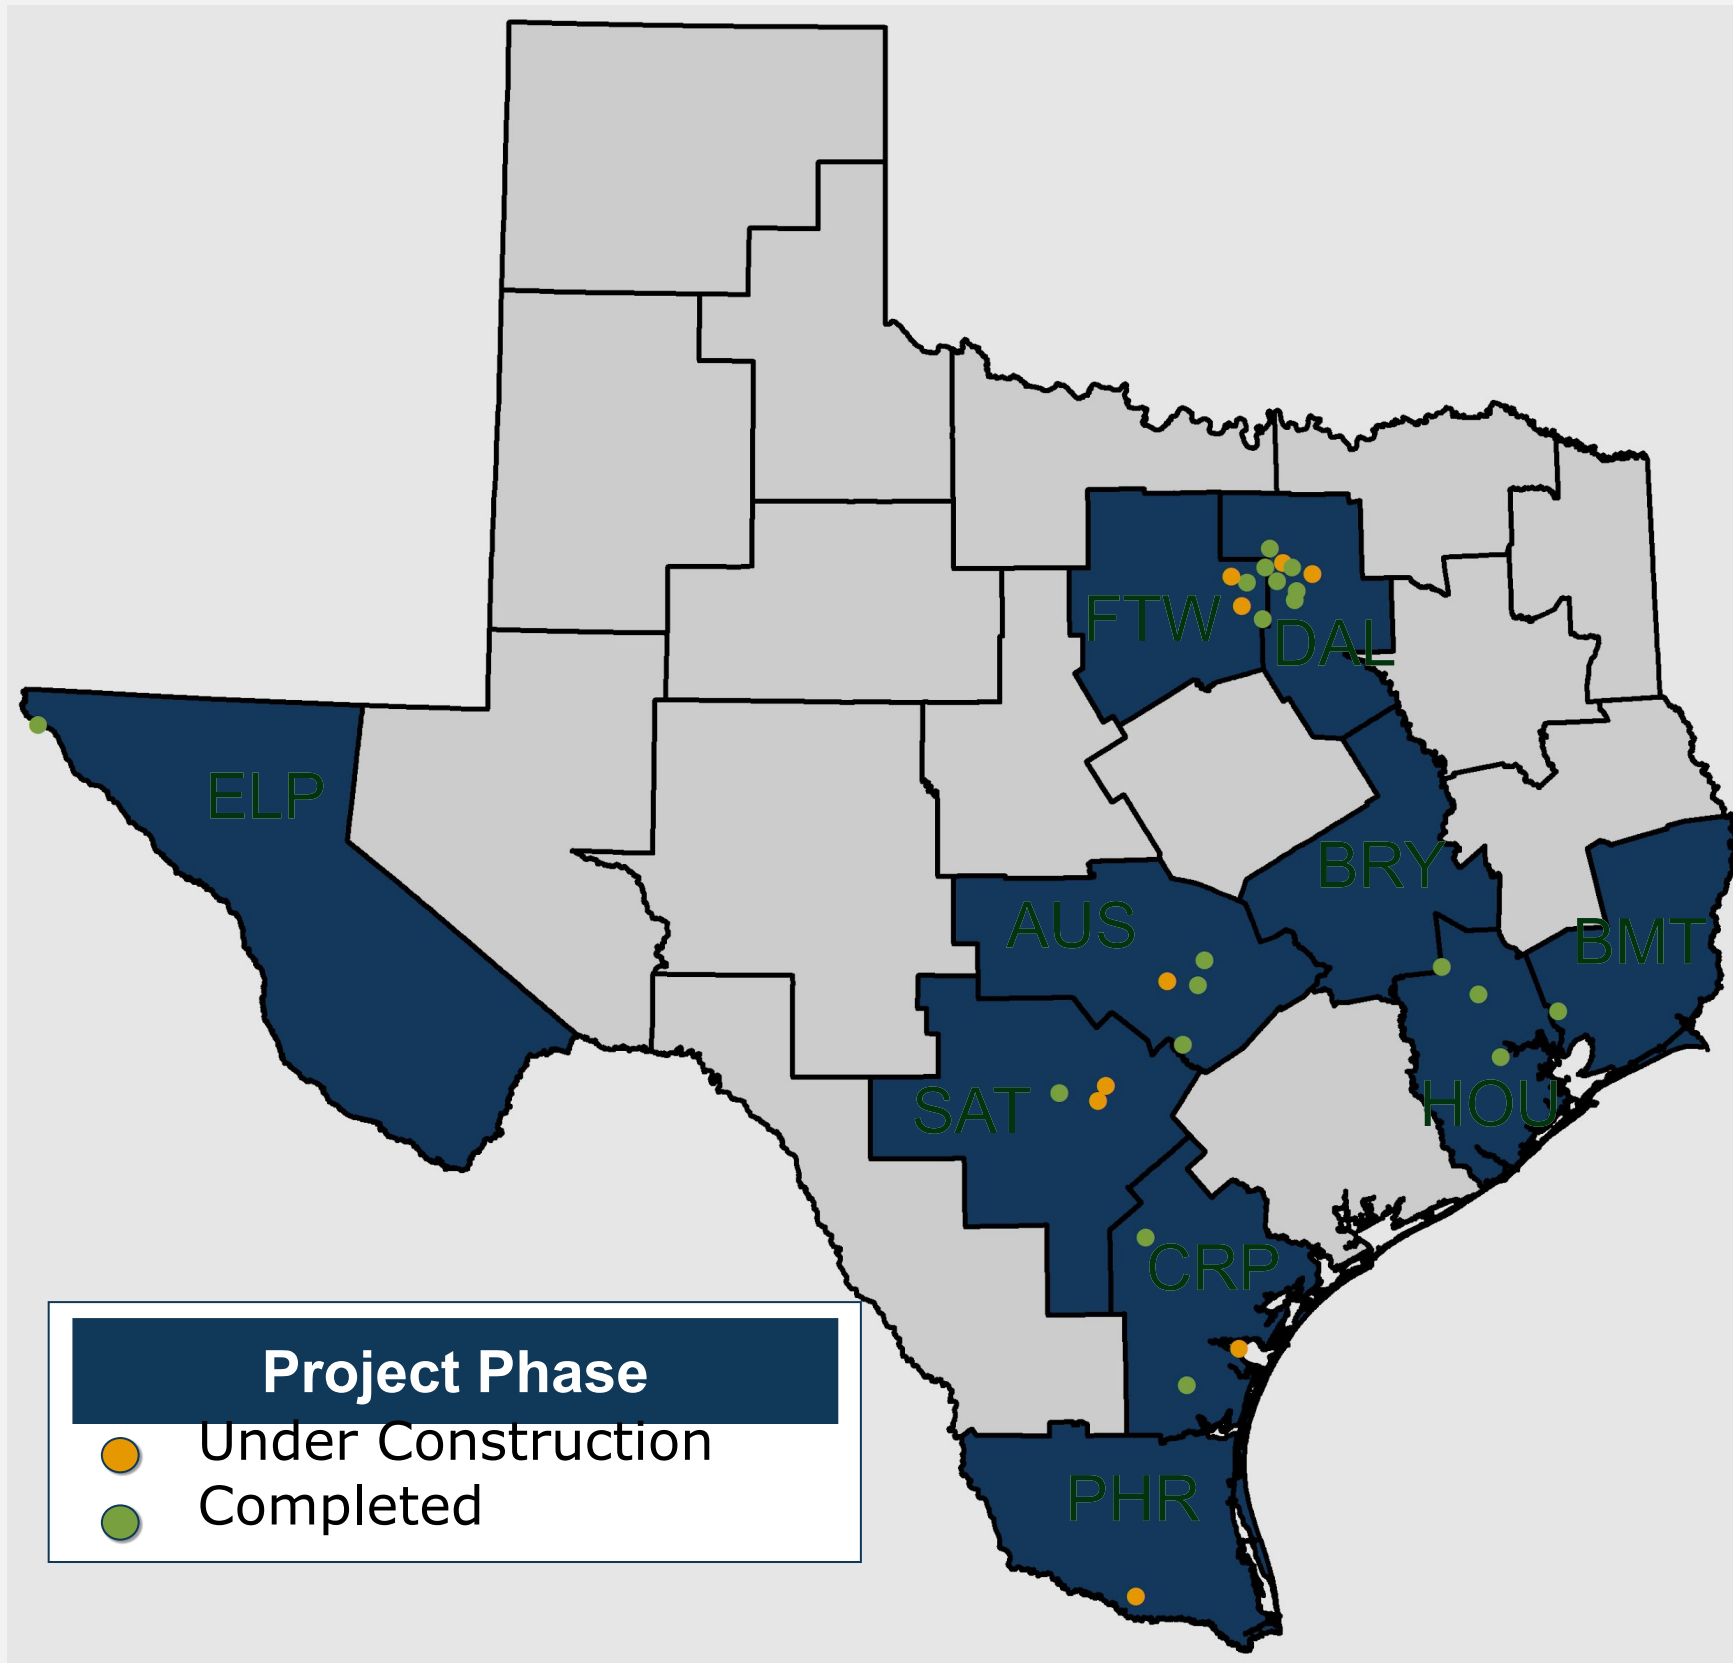 FTW
DAL
ELP
BRY
AUS
BMT
SAT
HOU
CRP
Project Phase
Under Construction
Completed
PHR